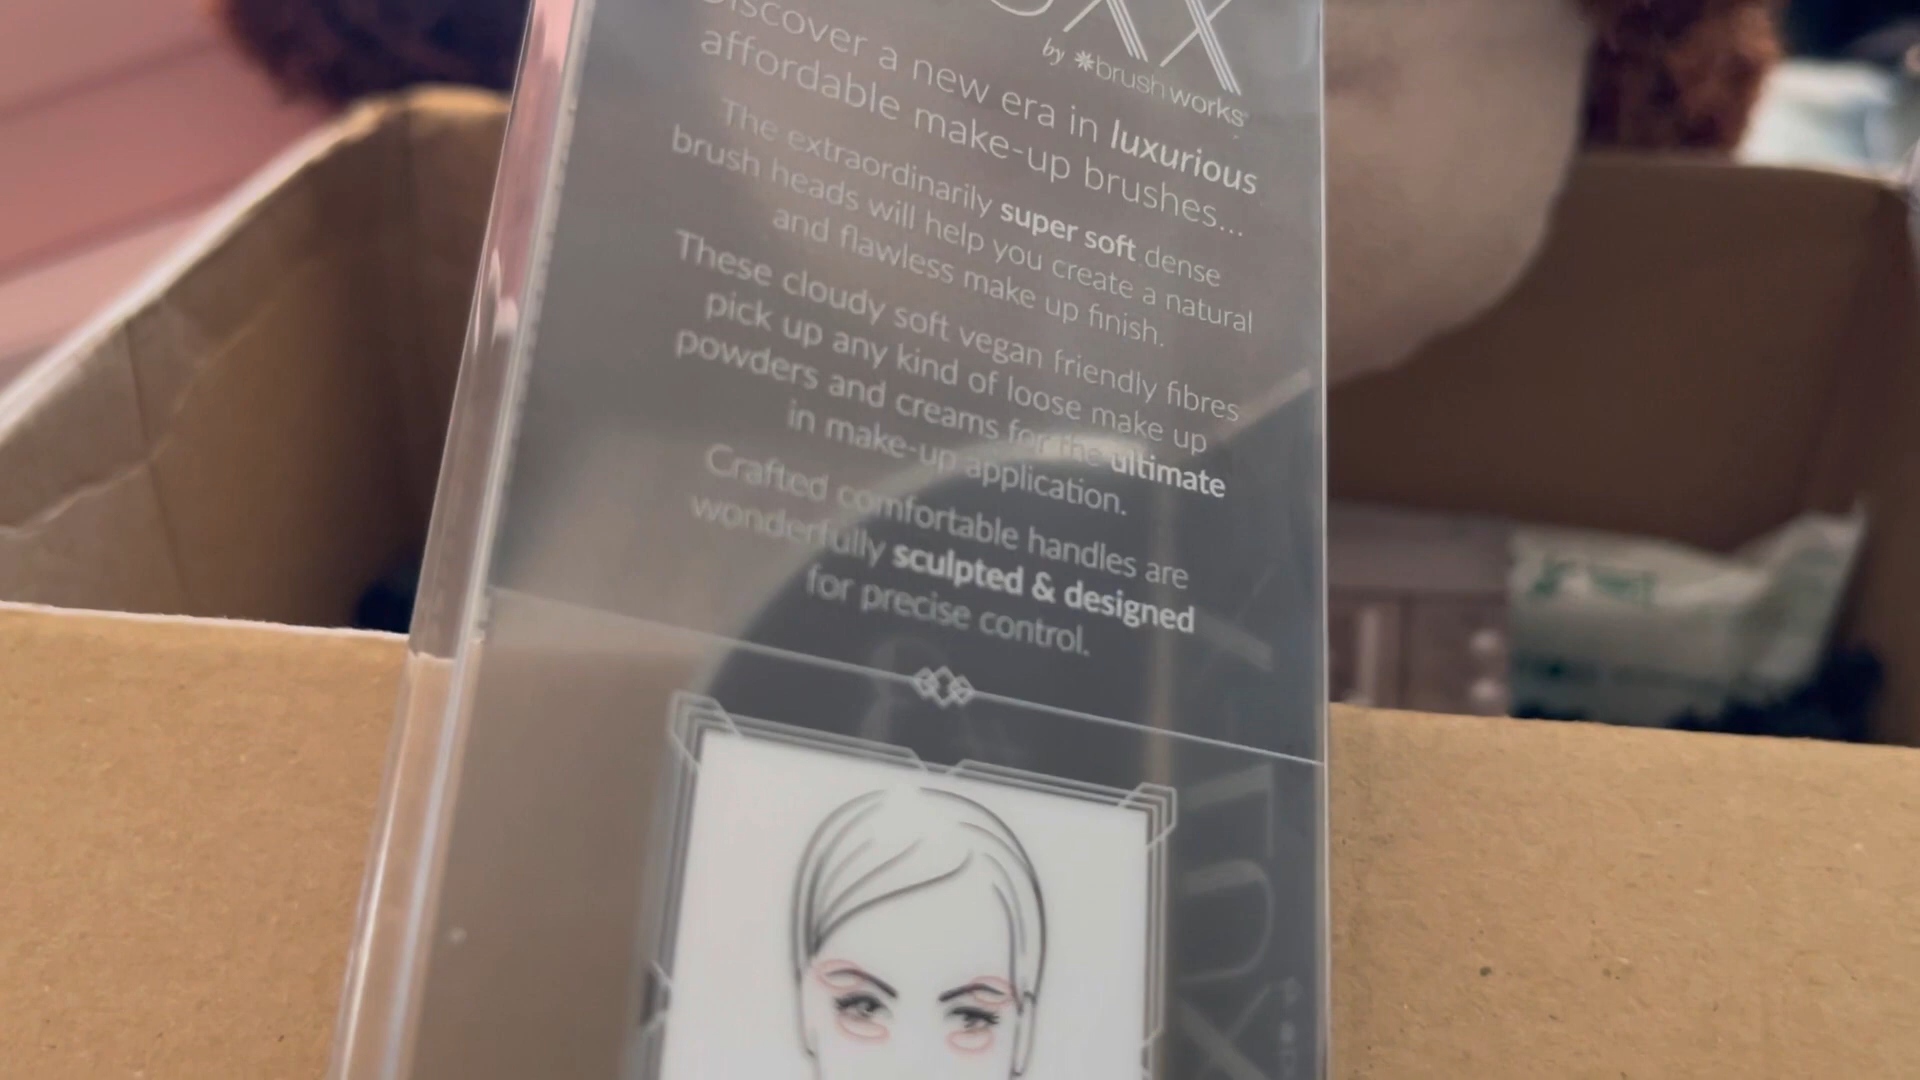 by *brushworks
Discover a new era in luxurious
affordable make-up brushes...
The extraordinarily super soft dense
brush heads will help you create a natural
and flawless make up finish.
These cloudy soft vegan friendly fibres
pick up any kind of loose make up
powders and creams for the ultimate
in make-up application.
Crafted comfortable handles are
wonderfully sculpted & designed
for precise control.